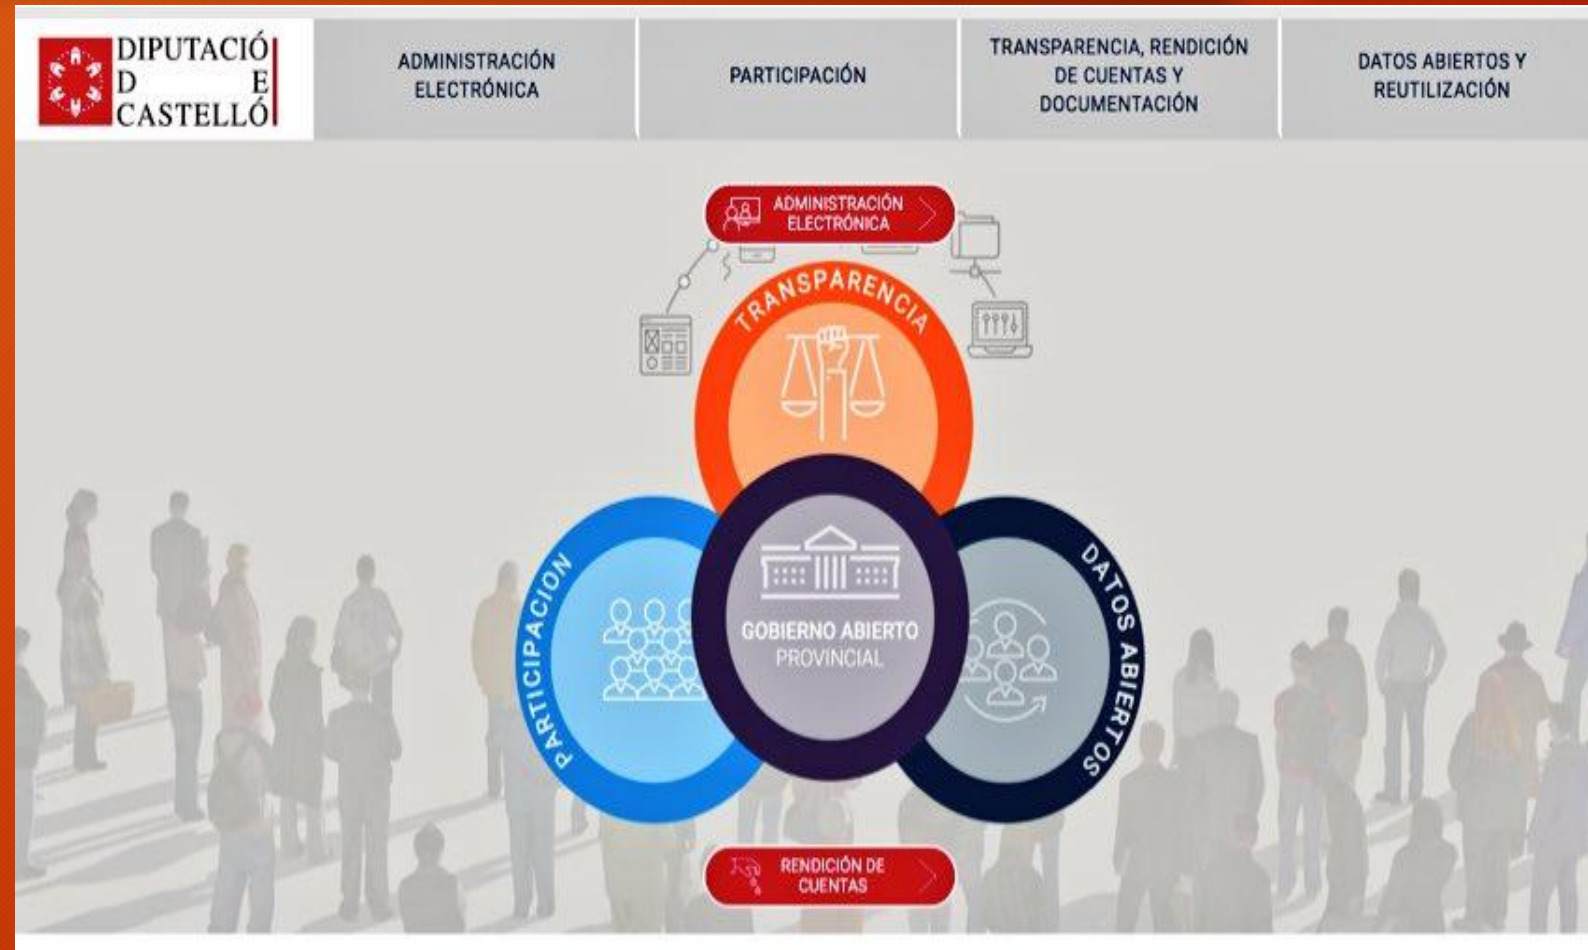 DIPUTACIÓ
D E
CASTELLÓ
ADMINISTRACIÓN
ELECTRÓNICA
PARTICIPACIÓN
TRANSPARENCIA, RENDICIÓN
DE CUENTAS Y
DOCUMENTACIÓN
DATOS ABIERTOS Y
REUTILIZACIÓN
ADMINISTRACIÓN
ELECTRÓNICA
TRANSPARENCIA
PARTICIPACION
GOBIERNO ABIERTO
PROVINCIAL
DATOS ABIERTOS
RENDICIÓN DE
CUENTAS